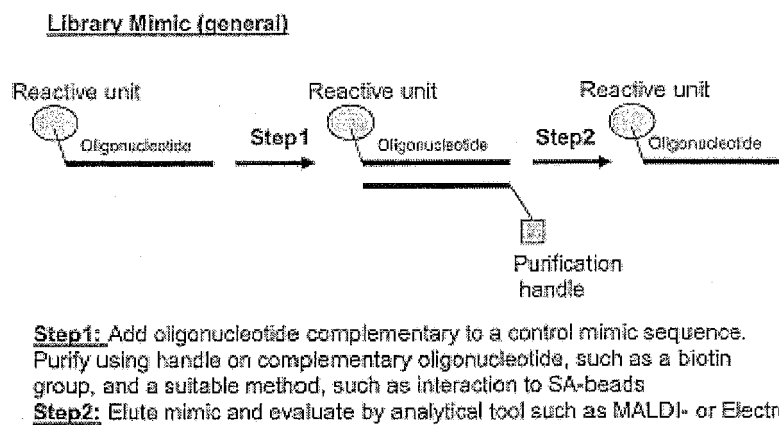 Library Mimic (general)
Reactive unit Reactive unit Reactive unit
Oligonucleotide Step1 Oligonucleotide Step2 Oligonucleotide
Purification
handle
Step1: Add oligonucleotide complementary to a control mimic sequence.
Purify using handle on complementary oligonucleotide, such as a biotin
group, and a suitable method, such as interaction to SA-beads
Step2: Elute mimic and evaluate by analytical tool such as MALDI- or Electr